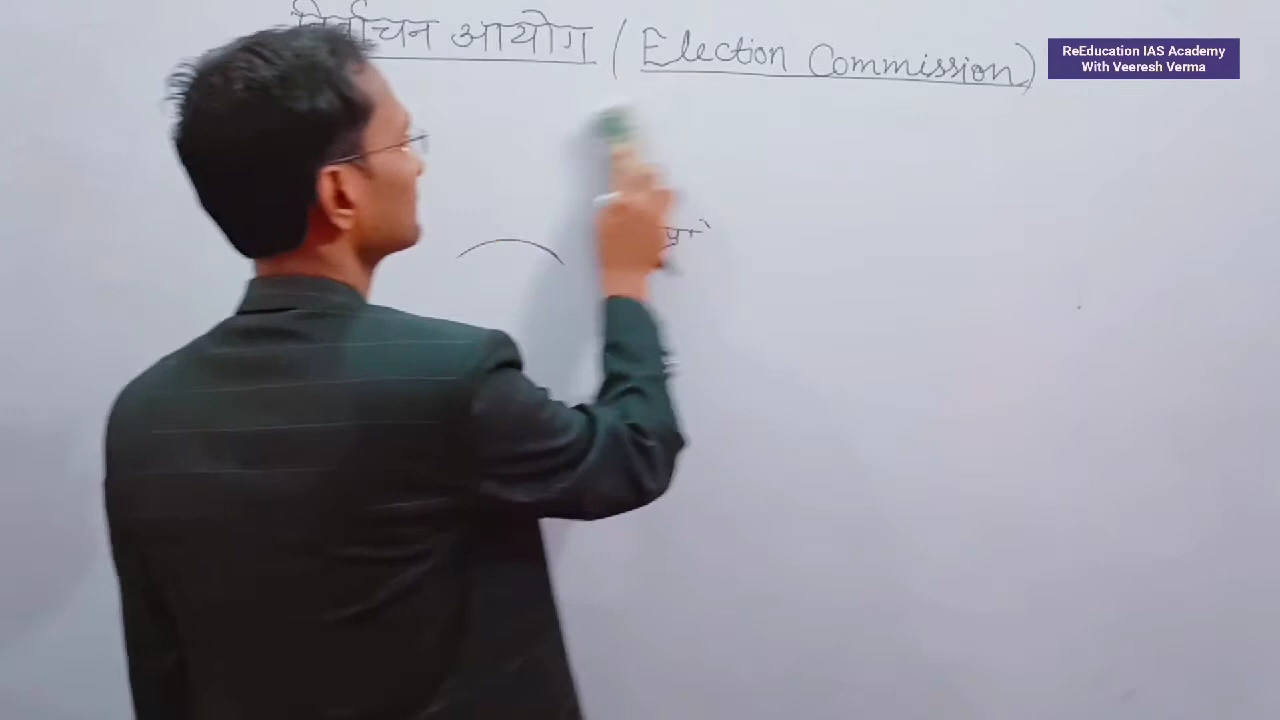 निर्वाचन आयोग (Election Commission)
ReEducation IAS Academy
With Veeresh Verma